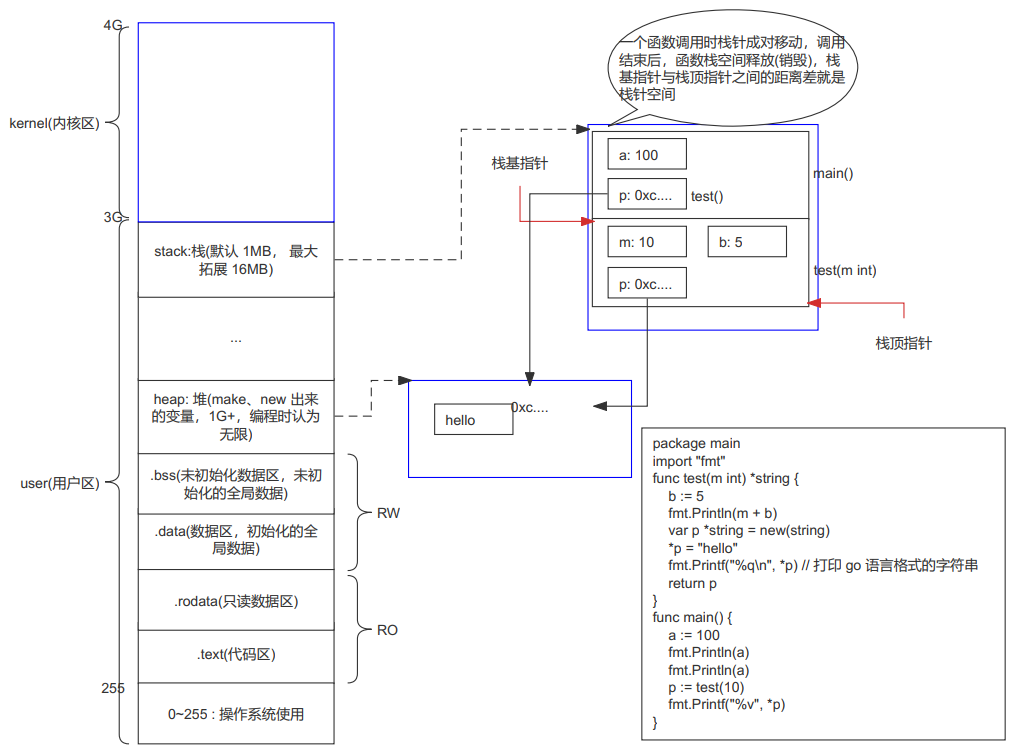 4G
kernel(内核区)
3G
stack:栈(默认 1MB， 最大
拓展 16MB)
...
heap: 堆(make、new 出来
的变量，1G+，编程时认为
无限)
user(用户区)
.bss(未初始化数据区，未初
始化的全局数据)
.data(数据区，初始化的全
局数据)
RW
.rodata(只读数据区)
.text(代码区)
RO
255
0~255 : 操作系统使用
一个函数调用时栈针成对移动，调用
结束后，函数栈空间释放(销毁)，栈
基指针与栈顶指针之间的距离差就是
栈针空间
栈基指针
a: 100
main()
p: 0xc....
test()
m: 10
b: 5
test(m int)
p: 0xc....
栈顶指针
0xc....
hello
package main
import "fmt"
func test(m int) *string {
    b := 5
    fmt.Println(m + b)
    var p *string = new(string)
    *p = "hello"
    fmt.Printf("%q\n", *p) // 打印 go 语言格式的字符串
    return p
}
func main() {
    a := 100
    fmt.Println(a)
    fmt.Println(a)
    p := test(10)
    fmt.Printf("%v", *p)
}